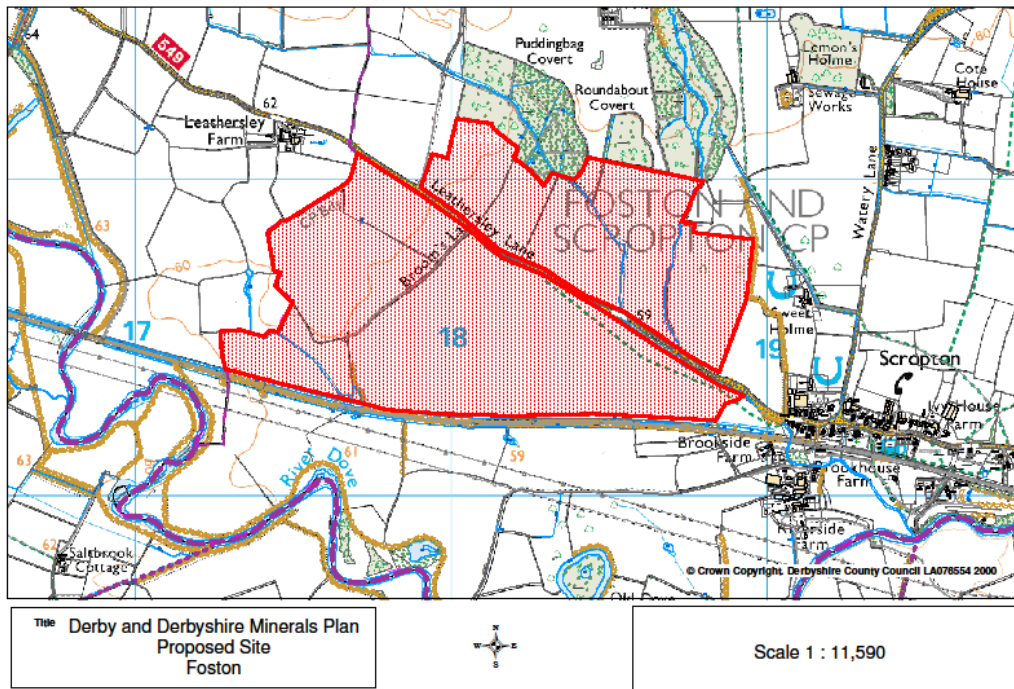 64
549
Puddingbag
Covert
Roundabout
Covert
Lemon's
Holme
Sewage
Works
Cote
House
80
62
Leathersley
Farm
Watery Lane
FOSTON AND
SCROPTON CP
Leathersley Lane
63
60
59
17
18
19
Sweet
Holme
Scropton
Brookside
Farm
Brookhouse
Farm
Riverside
Farm
River Dove
61
59
63
62
Saltbrook
Cottage
© Crown Copyright, Derbyshire County Council LA076554 2000
Title Derby and Derbyshire Minerals Plan
Proposed Site
Foston
N
W E
S
Scale 1 : 11,590